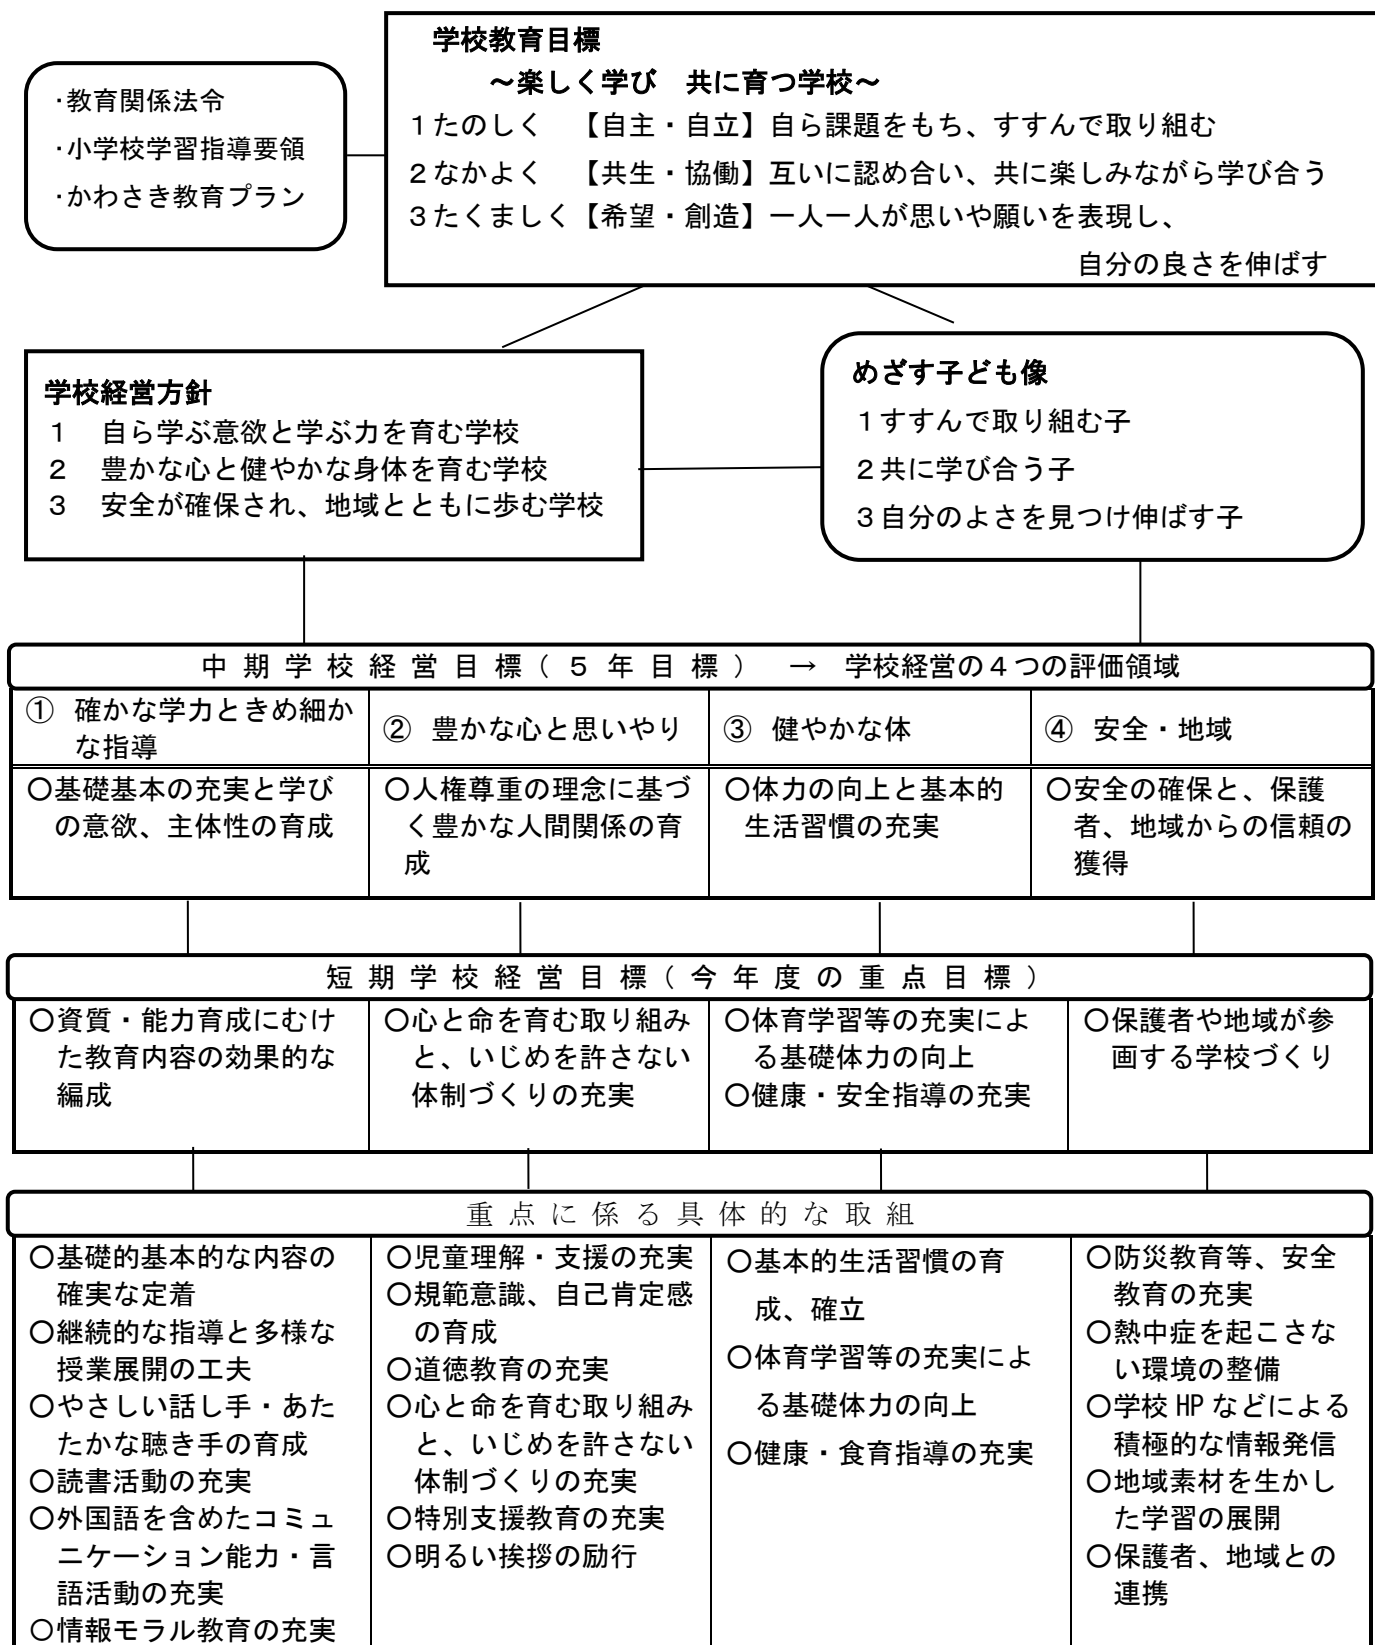 学校教育目標
～楽しく学び　共に育つ学校～
１たのしく　【自主・自立】自ら課題をもち、すすんで取り組む
２なかよく　【共生・協働】互いに認め合い、共に楽しみながら学び合う
３たくましく【希望・創造】一人一人が思いや願いを表現し、
自分の良さを伸ばす
・教育関係法令
・小学校学習指導要領
・かわさき教育プラン
学校経営方針
１　自ら学ぶ意欲と学ぶ力を育む学校
２　豊かな心と健やかな身体を育む学校
３　安全が確保され、地域とともに歩む学校
めざす子ども像
１すすんで取り組む子
２共に学び合う子
３自分のよさを見つけ伸ばす子
中期学校経営目標（５年目標）　→　学校経営の４つの評価領域
①　確かな学力ときめ細か
な指導
②　豊かな心と思いやり
③　健やかな体
④　安全・地域
〇基礎基本の充実と学び
の意欲、主体性の育成
〇人権尊重の理念に基づ
く豊かな人間関係の育
成
〇体力の向上と基本的
生活習慣の充実
〇安全の確保と、保護
者、地域からの信頼の
獲得
短期学校経営目標（今年度の重点目標）
〇資質・能力育成にむけ
た教育内容の効果的な
編成
〇心と命を育む取り組み
と、いじめを許さない
体制づくりの充実
〇体育学習等の充実によ
る基礎体力の向上
〇健康・安全指導の充実
〇保護者や地域が参
画する学校づくり
重点に係る具体的な取組
〇基礎的基本的な内容の
確実な定着
〇継続的な指導と多様な
授業展開の工夫
〇やさしい話し手・あた
たかな聴き手の育成
〇読書活動の充実
〇外国語を含めたコミュ
ニケーション能力・言
語活動の充実
〇情報モラル教育の充実
〇児童理解・支援の充実
〇規範意識、自己肯定感
の育成
〇道徳教育の充実
〇心と命を育む取り組み
と、いじめを許さない
体制づくりの充実
〇特別支援教育の充実
〇明るい挨拶の励行
〇基本的生活習慣の育
成、確立
〇体育学習等の充実によ
る基礎体力の向上
〇健康・食育指導の充実
〇防災教育等、安全
教育の充実
〇熱中症を起こさな
い環境の整備
〇学校 HP などによる
積極的な情報発信
〇地域素材を生かし
た学習の展開
〇保護者、地域との
連携